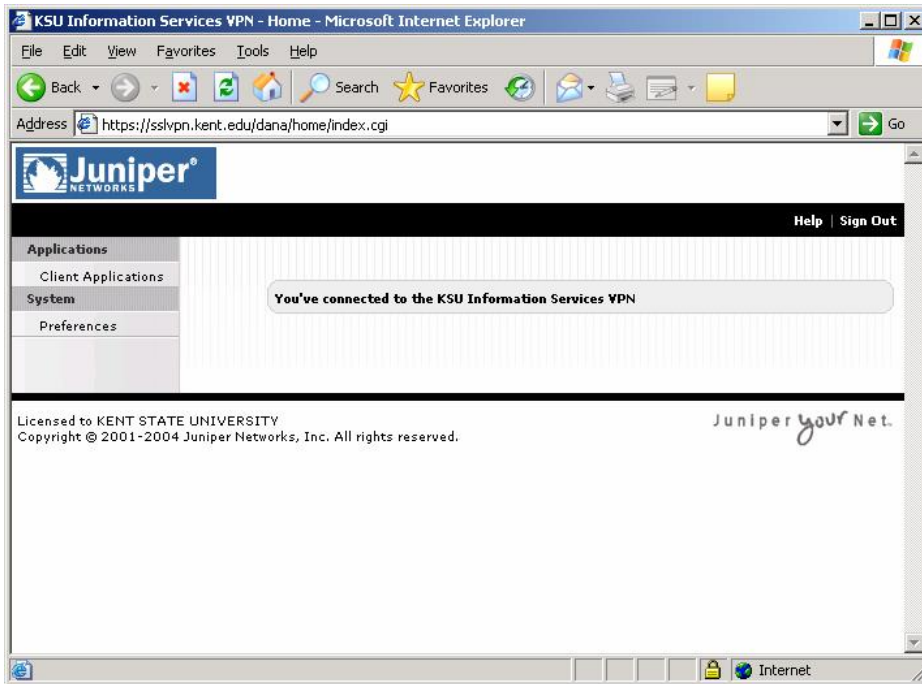 KSU Information Services VPN - Home - Microsoft Internet Explorer
File Edit View Favorites Tools Help
Back Search Favorites
Address https://sslvpn.kent.edu/dana/home/index.cgi Go
Juniper®
NETWORKS
Help | Sign Out
Applications
Client Applications
System
Preferences
You've connected to the KSU Information Services VPN
Licensed to KENT STATE UNIVERSITY
Copyright © 2001-2004 Juniper Networks, Inc. All rights reserved.
Juniper your Net.
Internet